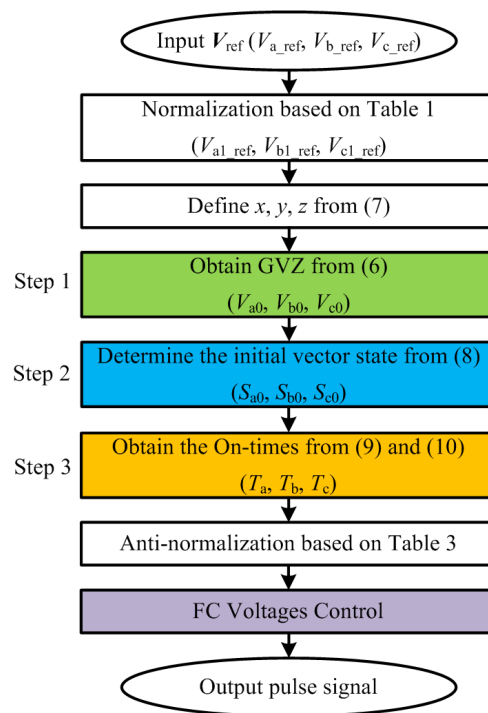 Input V_ref (V_a_ref, V_b_ref, V_c_ref)
Normalization based on Table 1
(V_a1_ref, V_b1_ref, V_c1_ref)
Define x, y, z from (7)
Step 1
Obtain GVZ from (6)
(V_a0, V_b0, V_c0)
Step 2
Determine the initial vector state from (8)
(S_a0, S_b0, S_c0)
Step 3
Obtain the On-times from (9) and (10)
(T_a, T_b, T_c)
Anti-normalization based on Table 3
FC Voltages Control
Output pulse signal